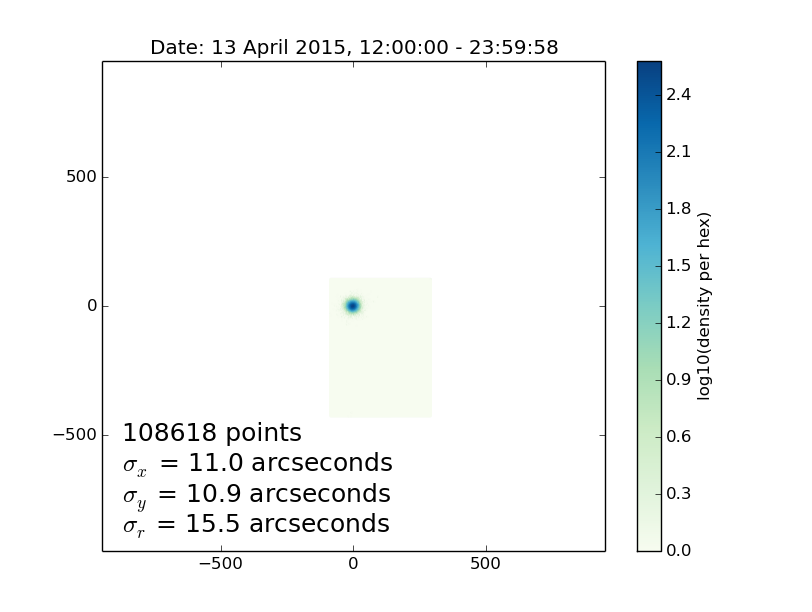 Date: 13 April 2015, 12:00:00 - 23:59:58
500
0
−500
108618 points
σx = 11.0 arcseconds
σy = 10.9 arcseconds
σr = 15.5 arcseconds
−500 0 500
2.4
2.1
1.8
1.5
1.2
0.9
0.6
0.3
0.0
log10(density per hex)